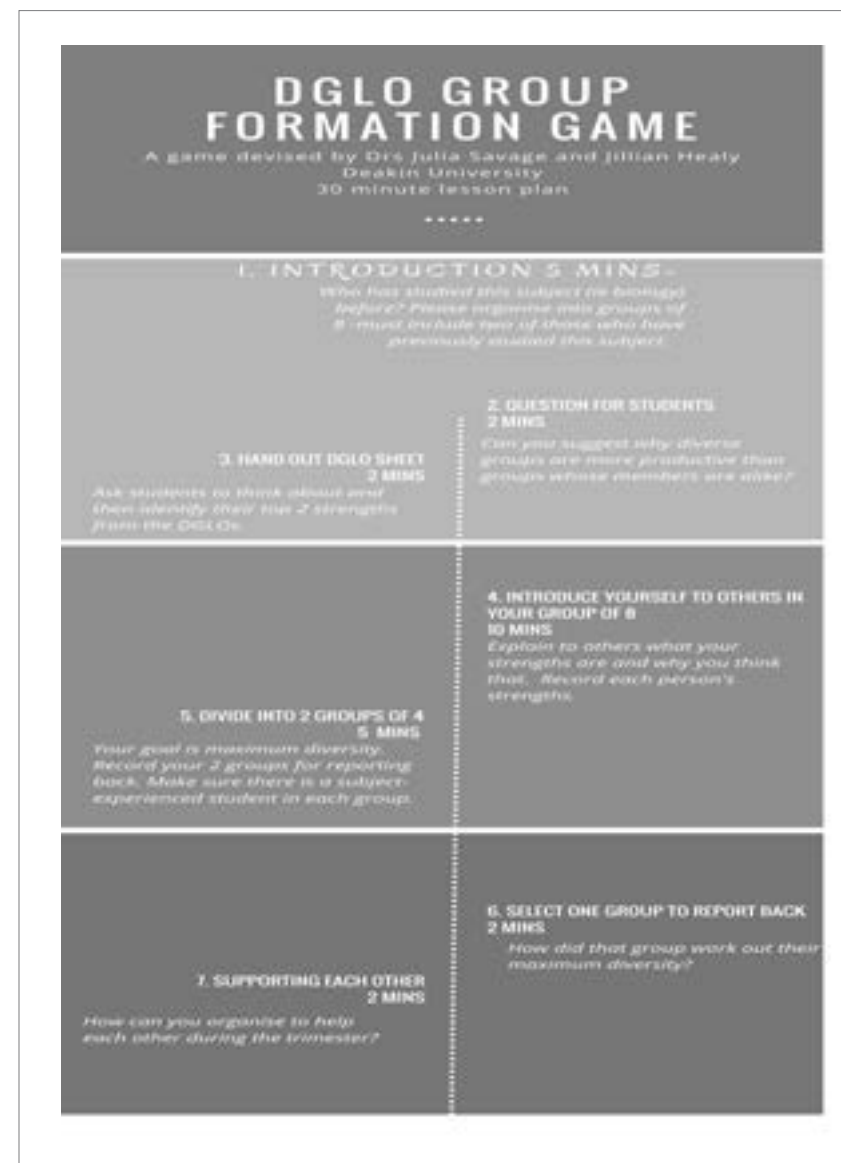 DGLO GROUP
FORMATION GAME
A game devised by Drs Julia Savage and Jillian Healy
Deakin University
30 minute lesson plan
1. INTRODUCTION 5 MINS-
Who has studied this subject (ie biology)
before? Please organise into groups of
8 -must include two of those who have
previously studied this subject.
2. QUESTION FOR STUDENTS
2 MINS
Can you suggest why diverse
groups are more productive than
groups whose members are alike?
3. HAND OUT DGLO SHEET
2 MINS
Ask students to think about and
then identify their top 2 strengths
from the DGLOs.
4. INTRODUCE YOURSELF TO OTHERS IN
YOUR GROUP OF 8
10 MINS
Explain to others what your
strengths are and why you think
that. Record each person's
strengths.
5. DIVIDE INTO 2 GROUPS OF 4
5 MINS
Your goal is maximum diversity.
Record your 2 groups for reporting
back. Make sure there is a subject-
experienced student in each group.
6. SELECT ONE GROUP TO REPORT BACK
2 MINS
How did that group work out their
maximum diversity?
7. SUPPORTING EACH OTHER
2 MINS
How can you organise to help
each other during the trimester?